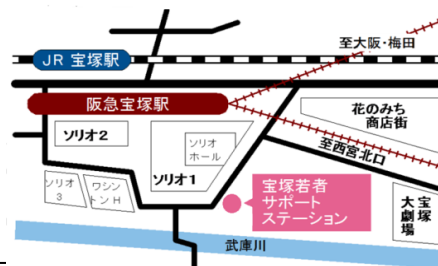 至大阪・梅田
JR 宝塚駅
阪急宝塚駅
花のみち
商店街
ソリオ2
ソリオ
ホール
至西宮北口
ソリオ1
ソリオ
3
ワシン
トンH
宝塚若者
サポート
ステーション
宝塚
大劇場
武庫川